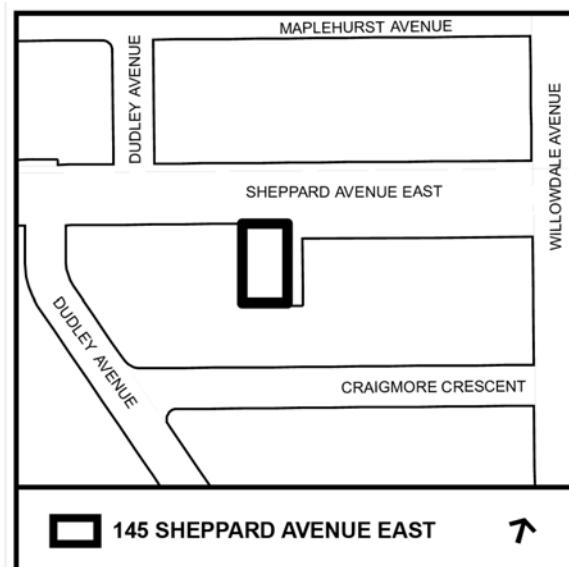 MAPLEHURST AVENUE
DUDLEY AVENUE
WILLOWDALE AVENUE
SHEPPARD AVENUE EAST
DUDLEY AVENUE
CRAIGMORE CRESCENT
145 SHEPPARD AVENUE EAST